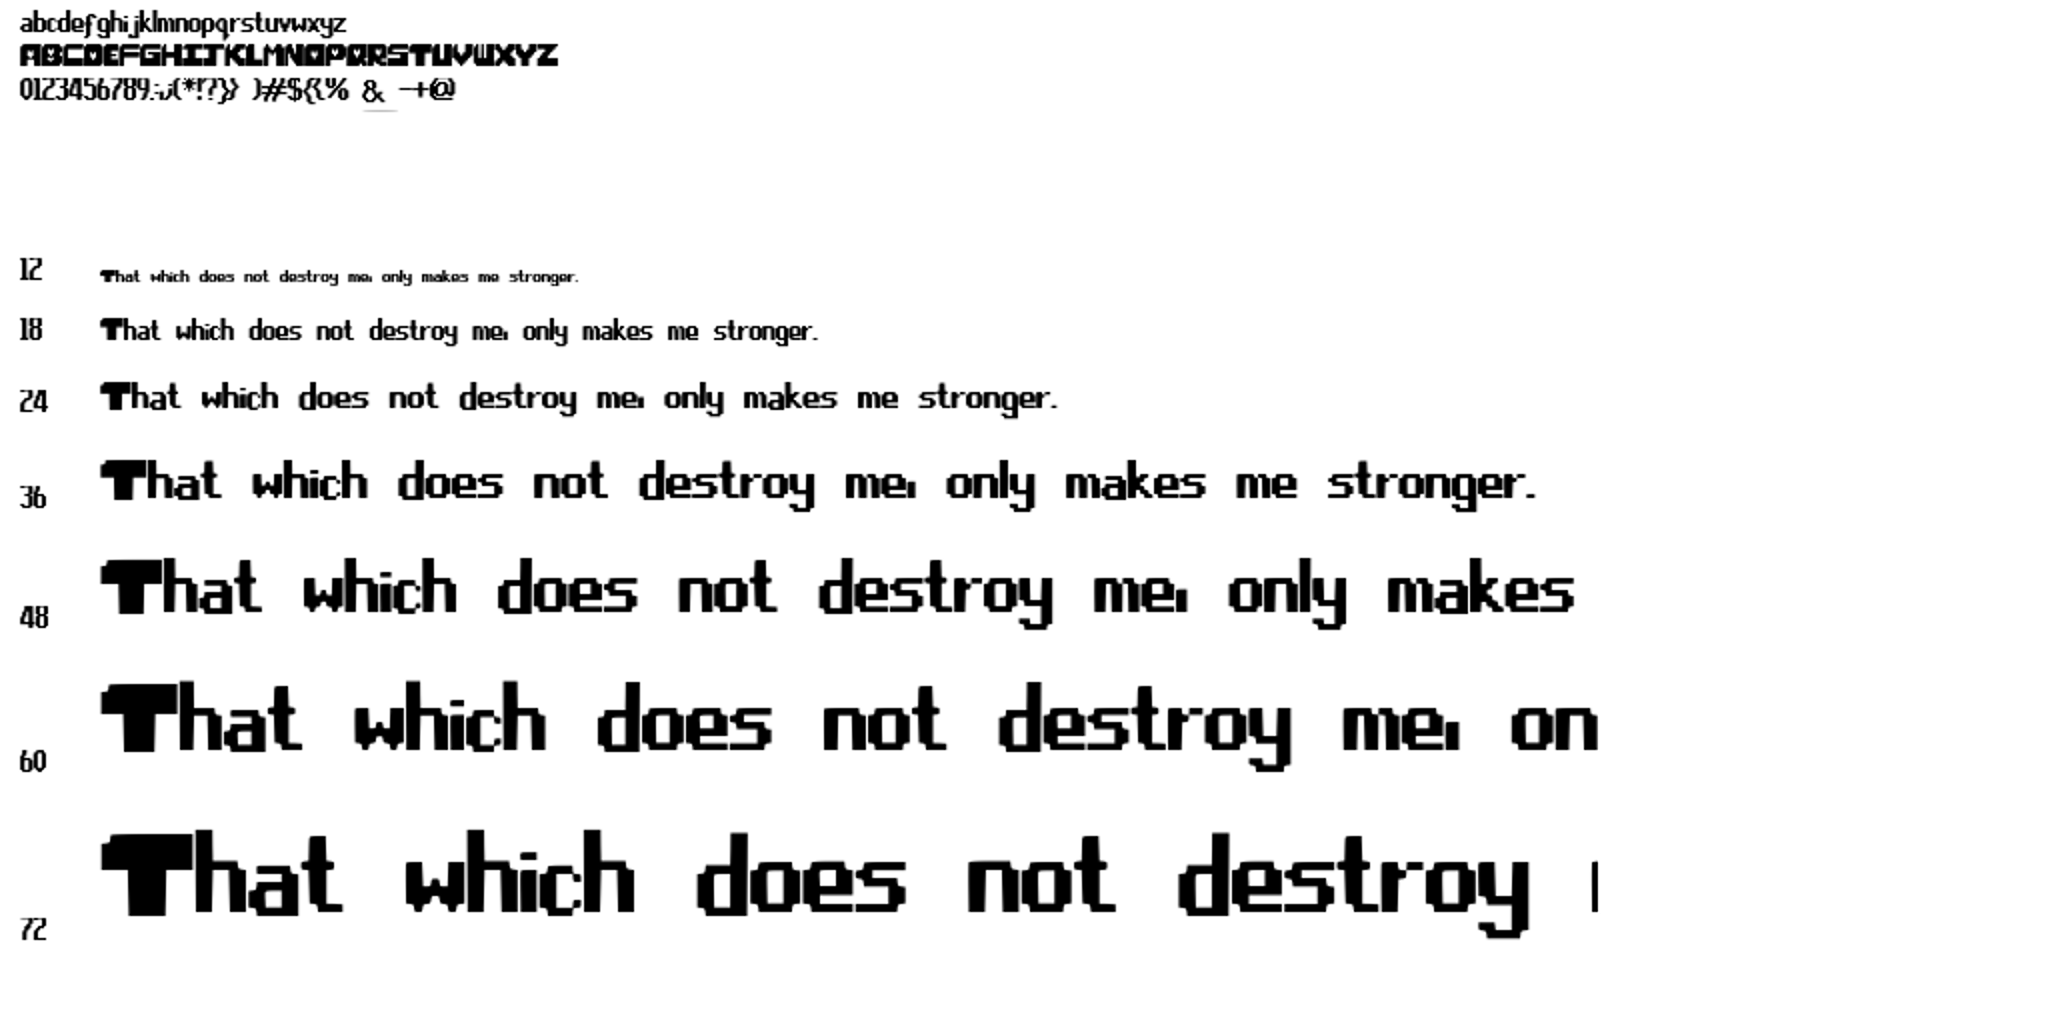 abcdefghijklmnopqrstuvwxyz
ABCDEFGHIJKLMNOPQRSTUVWXYZ
0123456789.:,;(*!?}) )#${{% & -+@
12 That which does not destroy me, only makes me stronger.
18 That which does not destroy me, only makes me stronger.
24 That which does not destroy me, only makes me stronger.
36 That which does not destroy me, only makes me stronger.
48 That which does not destroy me, only makes
60 That which does not destroy me, on
72 That which does not destroy